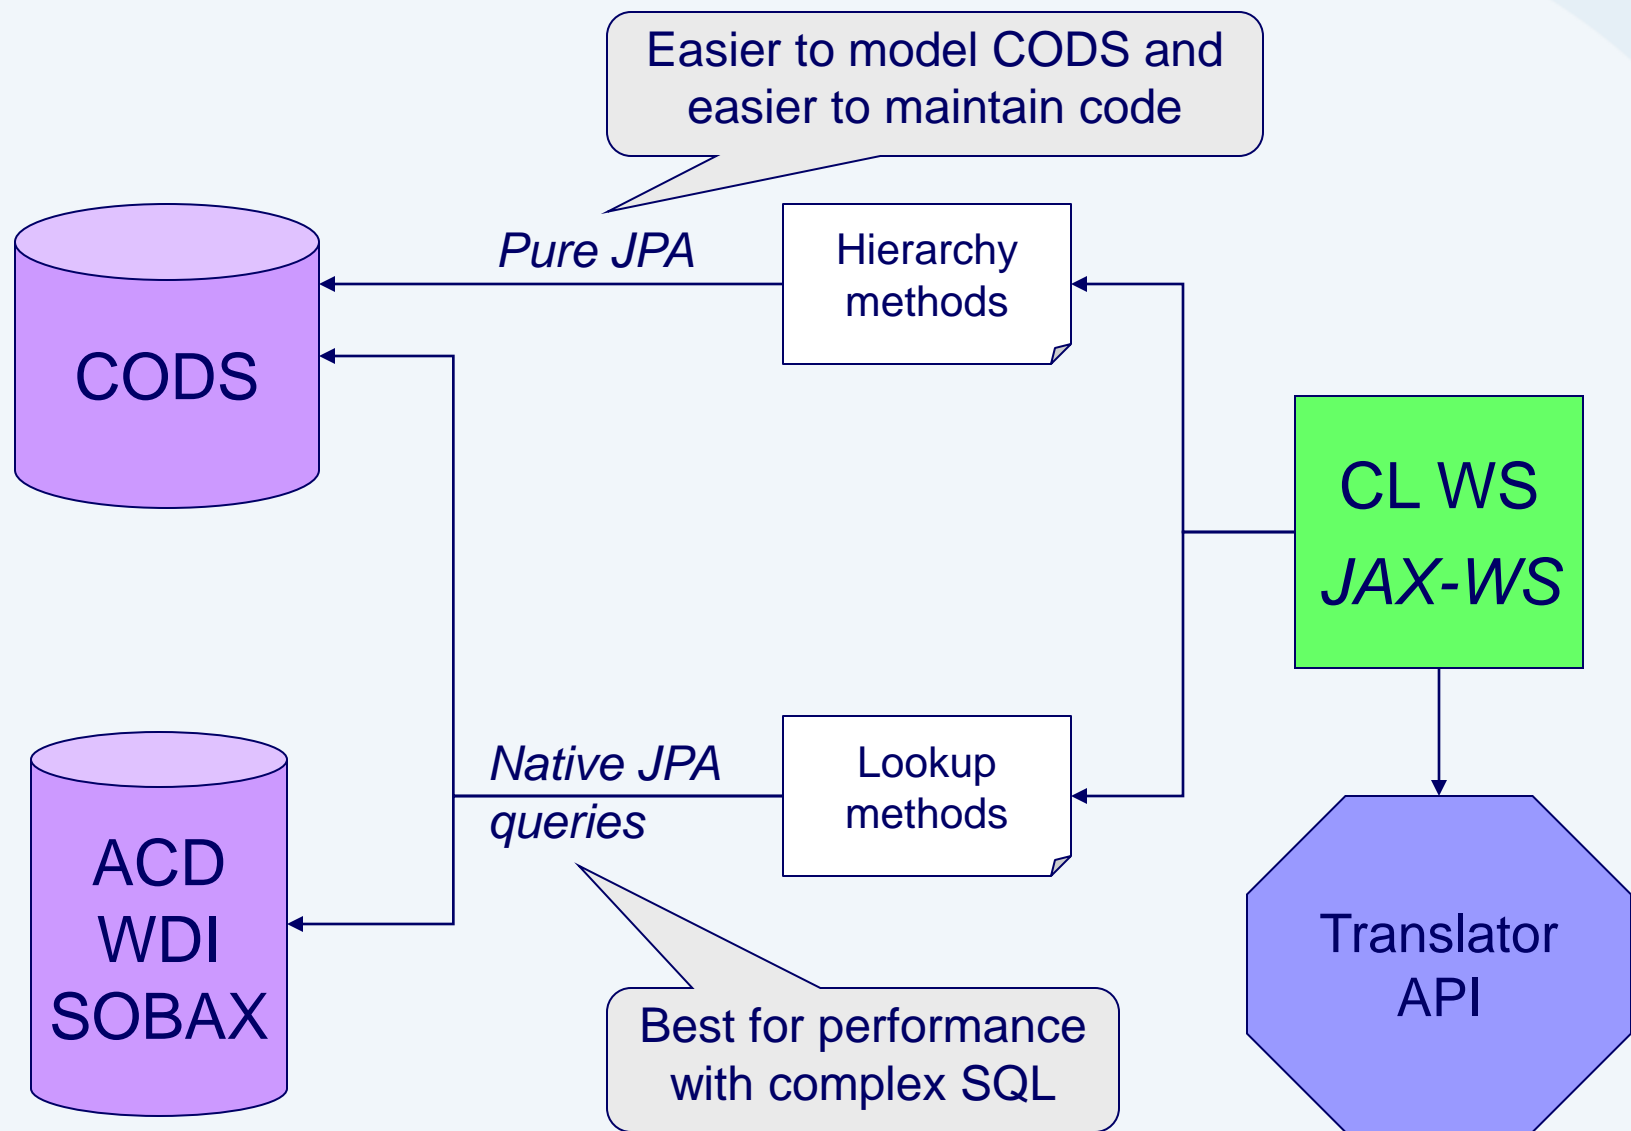 Easier to model CODS and
easier to maintain code
Pure JPA
Hierarchy
methods
CODS
CL WS
JAX-WS
Native JPA
queries
Lookup
methods
ACD
WDI
SOBAX
Translator
API
Best for performance
with complex SQL